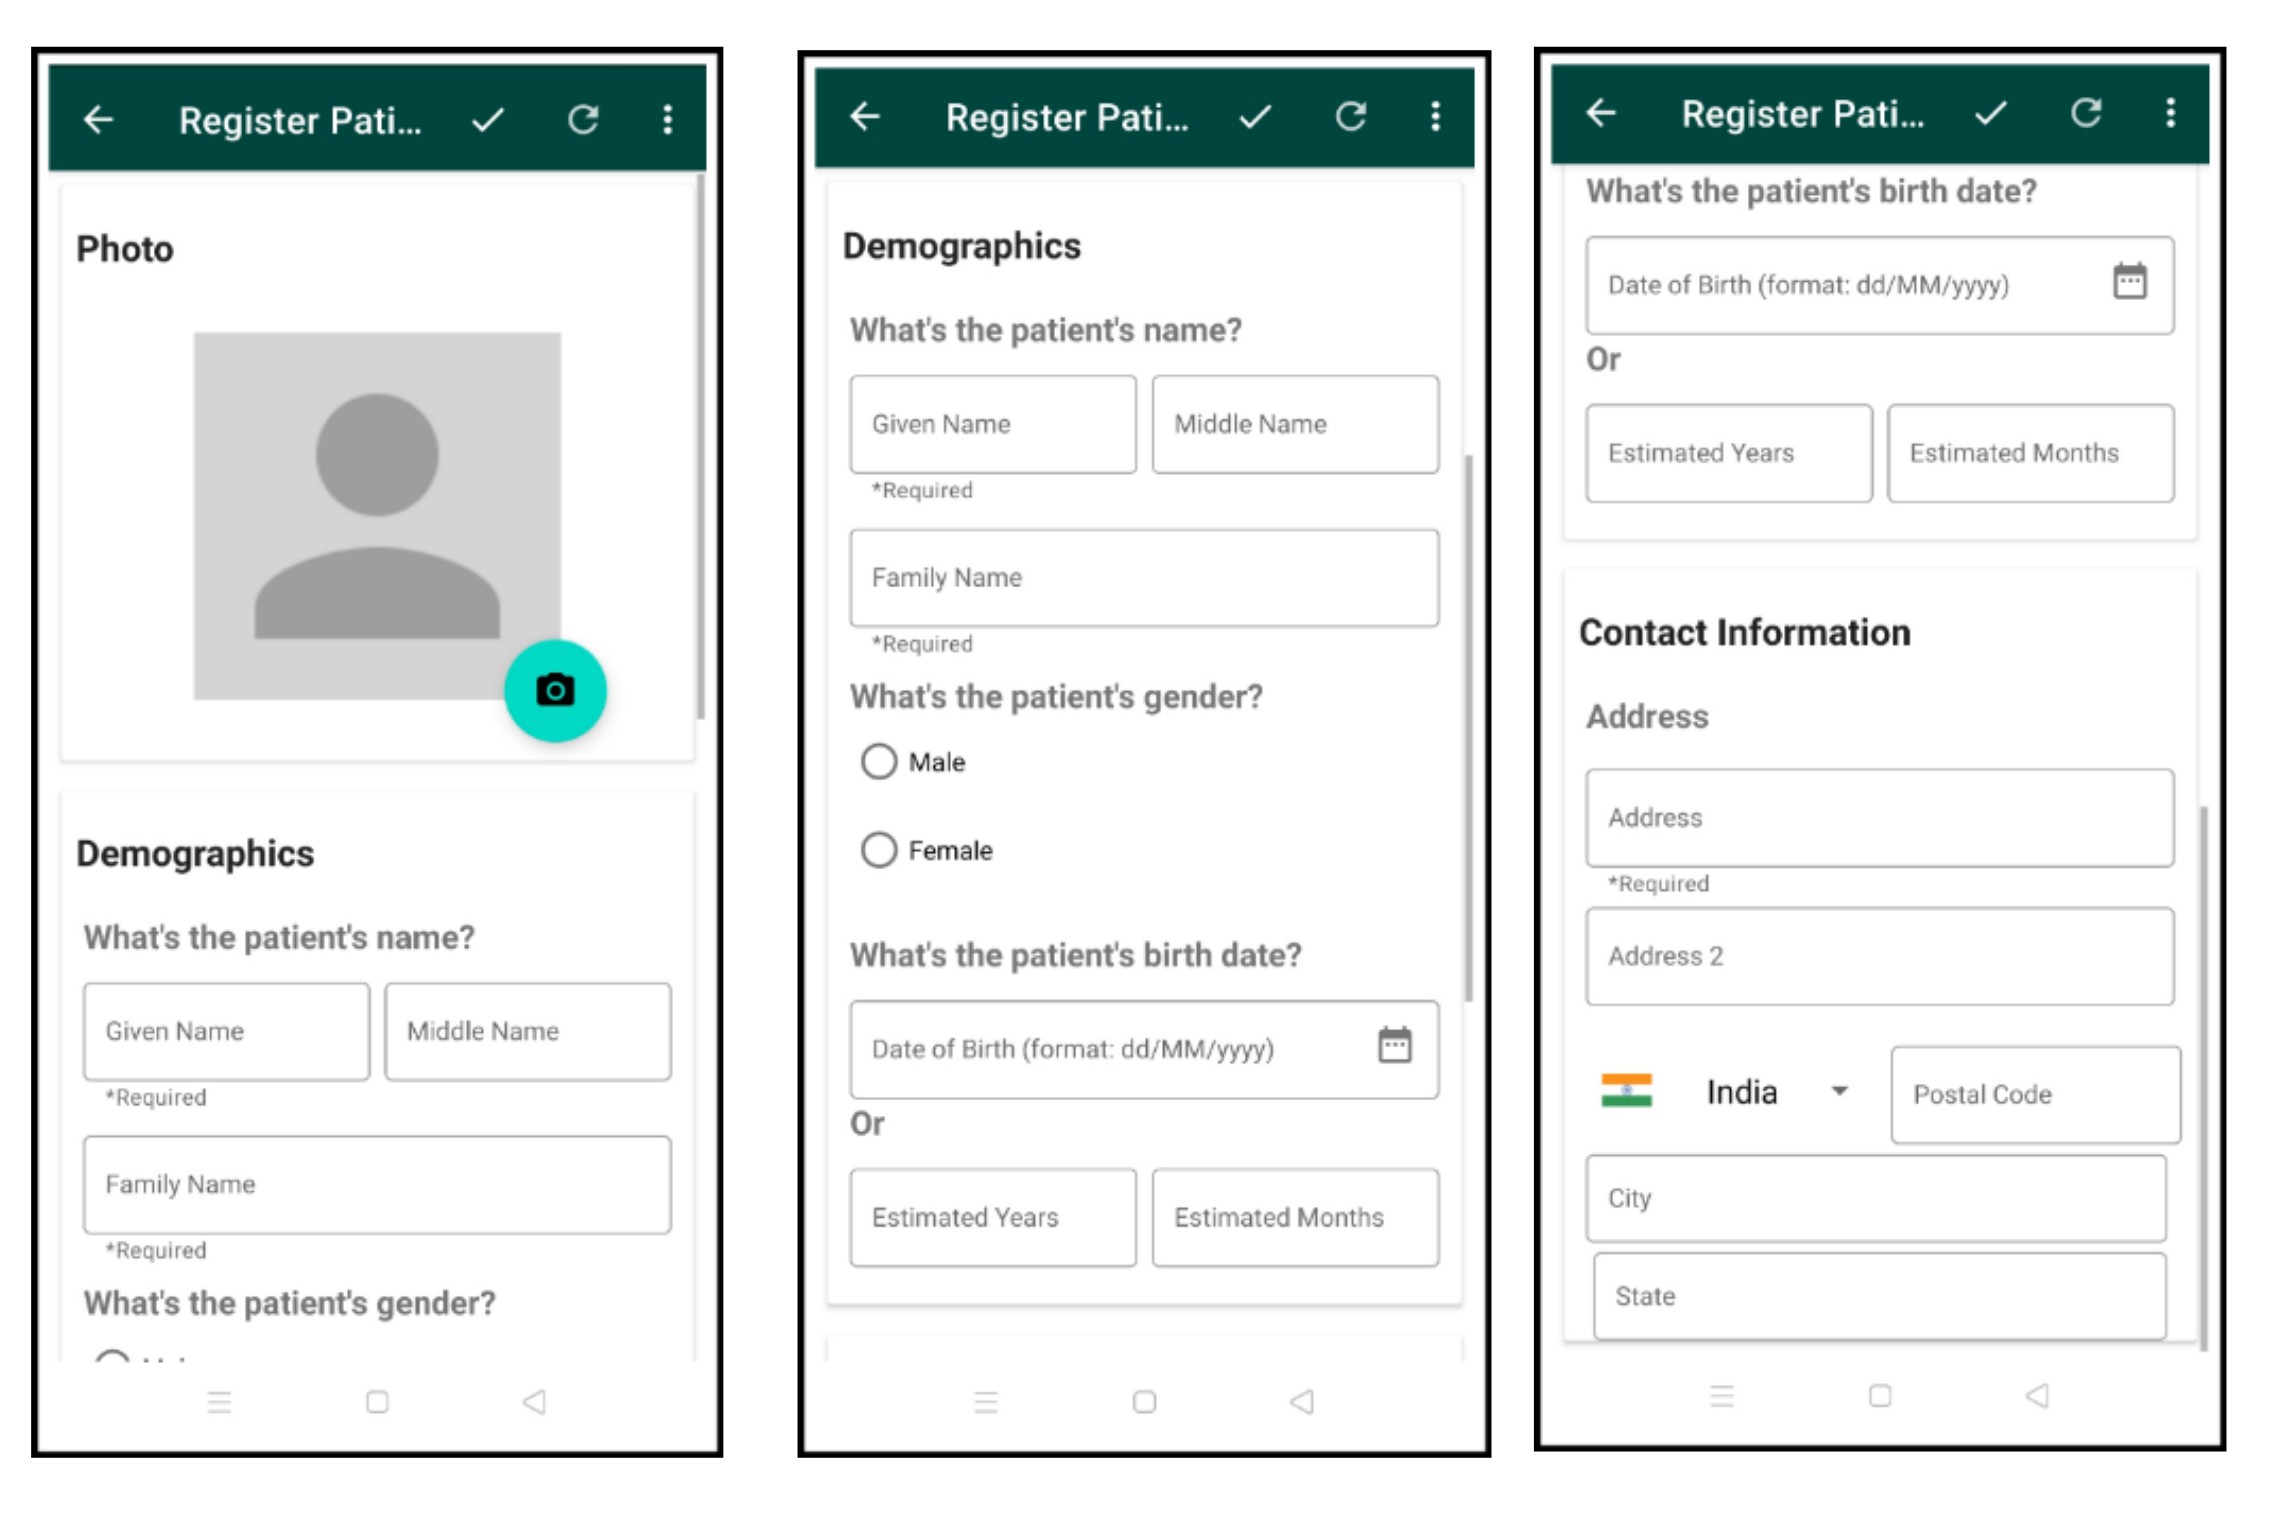 Register Pati...
Photo
Demographics
What's the patient's name?
Given Name
Middle Name
*Required
Family Name
*Required
What's the patient's gender?
Register Pati...
Demographics
What's the patient's name?
Given Name
Middle Name
*Required
Family Name
*Required
What's the patient's gender?
Male
Female
What's the patient's birth date?
Date of Birth (format: dd/MM/yyyy)
Or
Estimated Years
Estimated Months
Register Pati...
What's the patient's birth date?
Date of Birth (format: dd/MM/yyyy)
Or
Estimated Years
Estimated Months
Contact Information
Address
Address
*Required
Address 2
India
Postal Code
City
State